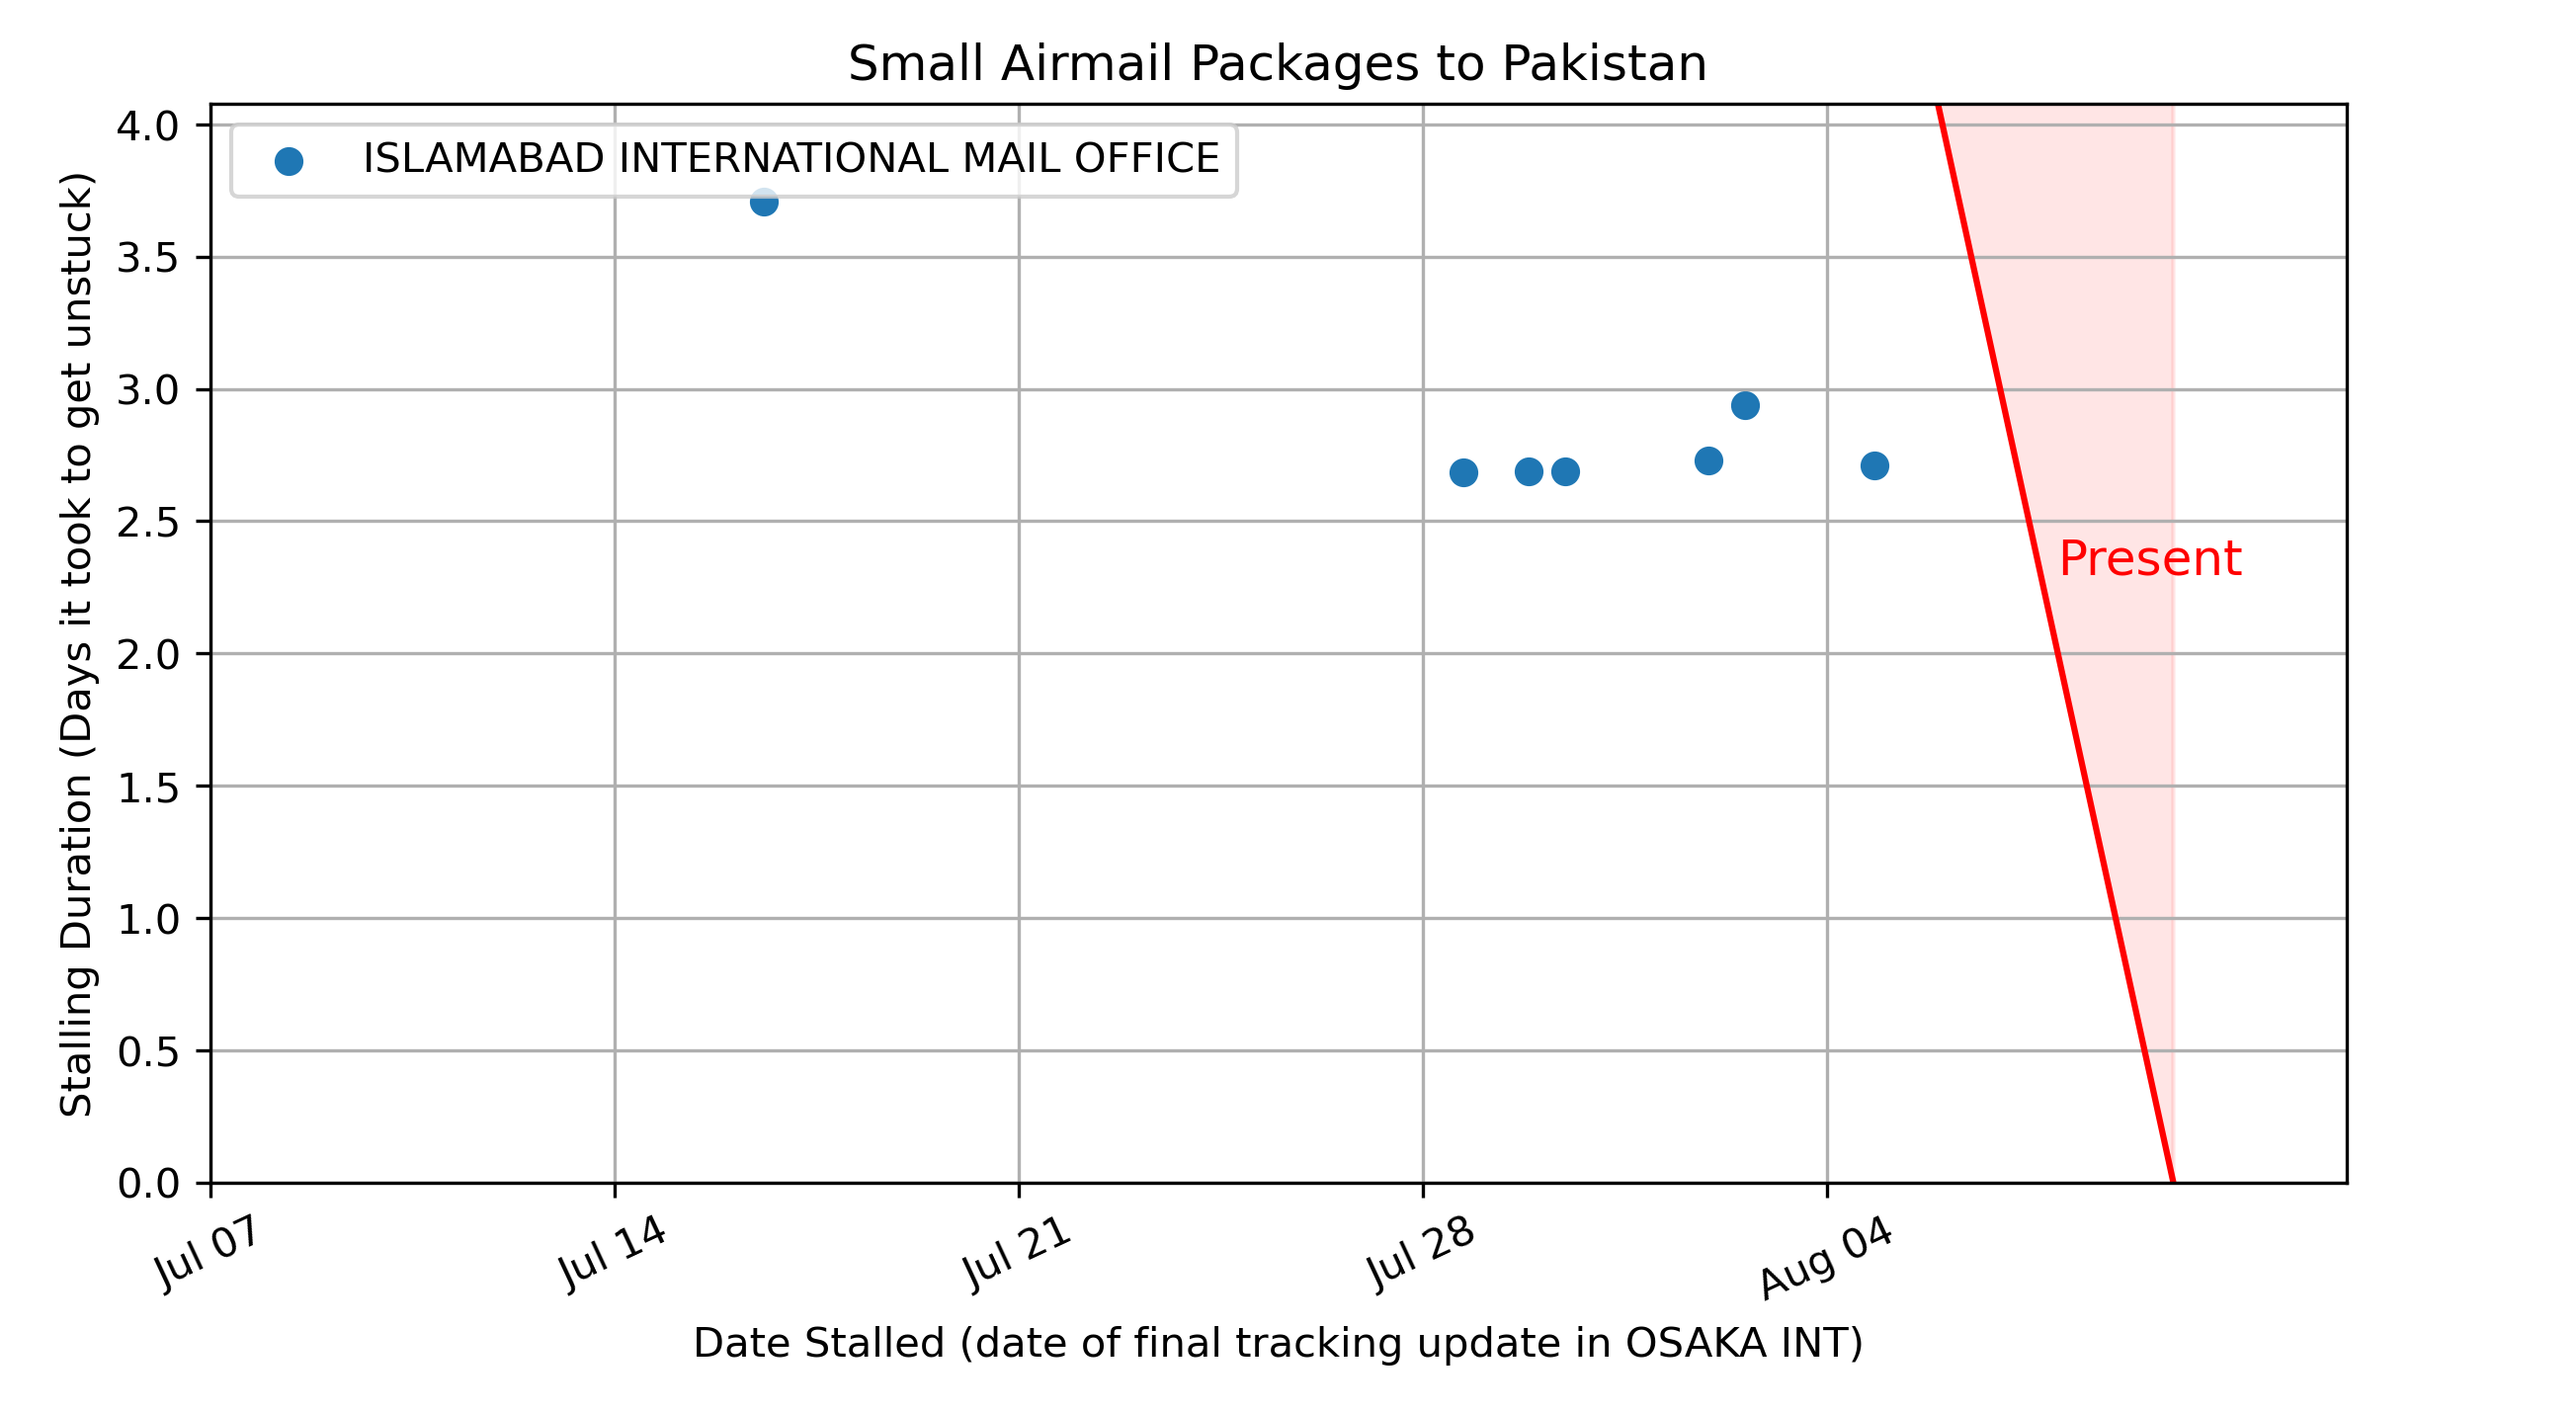 Small Airmail Packages to Pakistan
ISLAMABAD INTERNATIONAL MAIL OFFICE
Stalling Duration (Days it took to get unstuck)
4.0
3.5
3.0
2.5
2.0
1.5
1.0
0.5
0.0
Present
Jul 07
Jul 14
Jul 21
Jul 28
Aug 04
Date Stalled (date of final tracking update in OSAKA INT)